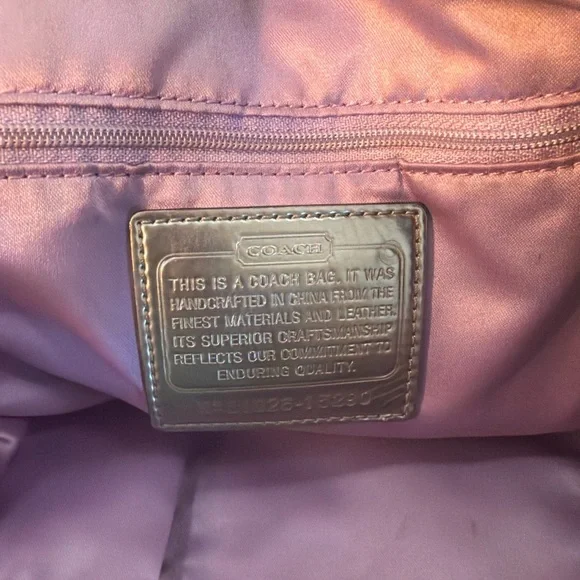 COACH
THIS IS A COACH BAG. IT WAS
HANDCRAFTED IN CHINA FROM THE
FINEST MATERIALS AND LEATHER.
ITS SUPERIOR CRAFTSMANSHIP
REFLECTS OUR COMMITMENT TO
ENDURING QUALITY.